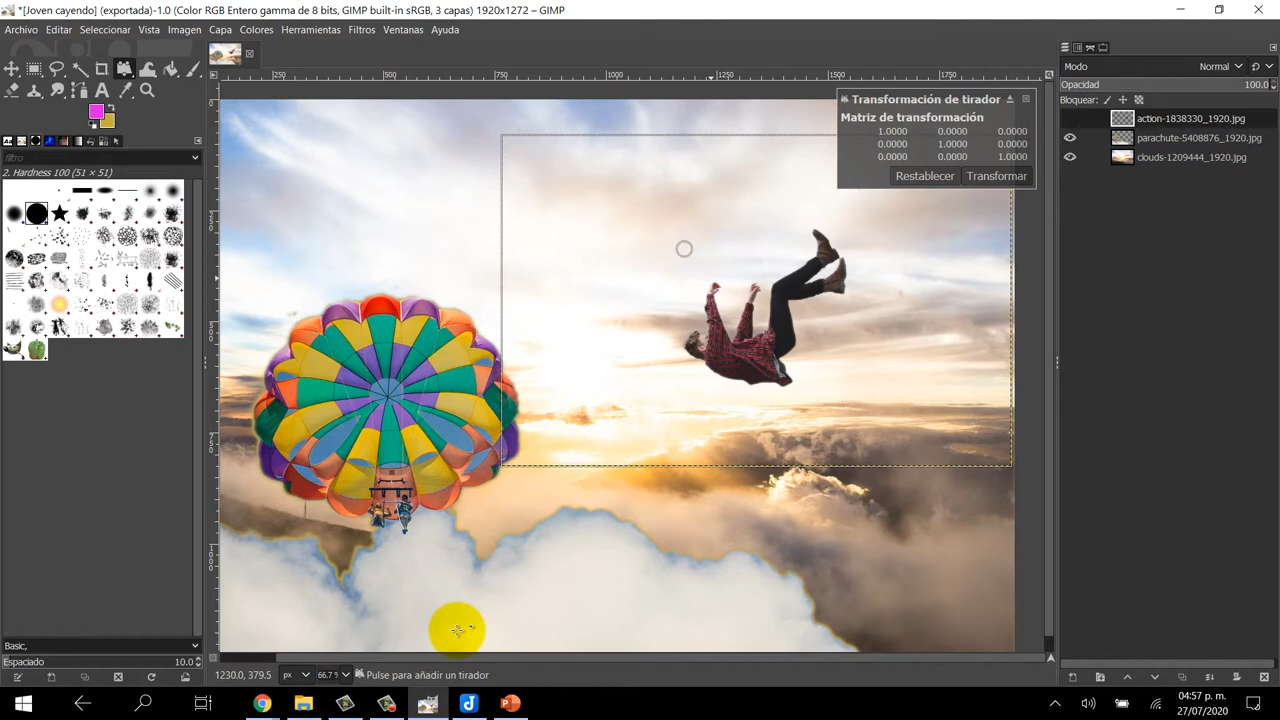 *[Joven cayendo] (exportada)-1.0 (Color RGB Entero gamma de 8 bits, GIMP built-in sRGB, 3 capas) 1920x1272 – GIMP
Archivo Editar Seleccionar Vista Imagen Capa Colores Herramientas Filtros Ventanas Ayuda
250 500 750 1000 1250 1500 1750
Modo Normal
Opacidad 100.0
Bloquear:
Transformación de tirador
Matriz de transformación
1.0000 0.0000 0.0000
0.0000 1.0000 0.0000
0.0000 0.0000 1.0000
Restablecer Transformar
action-1838330_1920.jpg
parachute-5408876_1920.jpg
clouds-1209444_1920.jpg
filtro
2. Hardness 100 (51 × 51)
Basic,
Espaciado 10.0
1230.0, 379.5 px 66.7 % Pulse para añadir un tirador
04:57 p. m.
27/07/2020